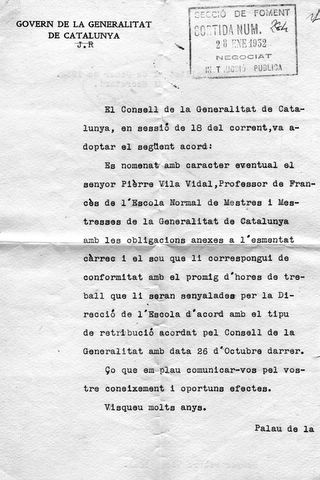 GOVERN DE LA GENERALITAT
DE CATALUNYA
J.R
SECCIÓ DE FOMENT
SORTIDA NUM.
28 ENE 1932
NEGOCIAT
PUBLICA
El Consell de la Generalitat de Cata-
lunya, en sessió de 18 del corrent,va a-
doptar el següent acord:
Es nomenat amb caracter eventual el
senyor Pièrre Vila Vidal,Professor de Fran-
cès de l'Escola Normal de Mestres i Mes-
tresses de la Generalitat de Catalunya
amb les obligacions anexes a l'esmentat
càrrec i el sou que li correspongui de
conformitat amb el promig d'hores de tre-
ball que li seran senyalades per la Di-
recció de l'Escola d'acord amb el tipu
de retribució acordat pel Consell de la
Generalitat amb data 26 d'Octubre darrer.
Ço que em plau comunicar-vos pel vos-
tre coneixement i oportuns efectes.
Visqueu molts anys.
Palau de la